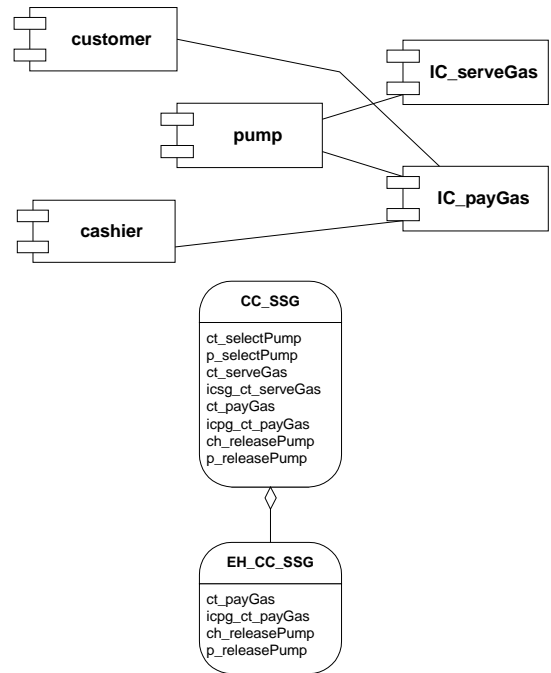 customer
IC_serveGas
pump
IC_payGas
cashier
CC_SSG
ct_selectPump
p_selectPump
ct_serveGas
icsg_ct_serveGas
ct_payGas
icpg_ct_payGas
ch_releasePump
p_releasePump
EH_CC_SSG
ct_payGas
icpg_ct_payGas
ch_releasePump
p_releasePump